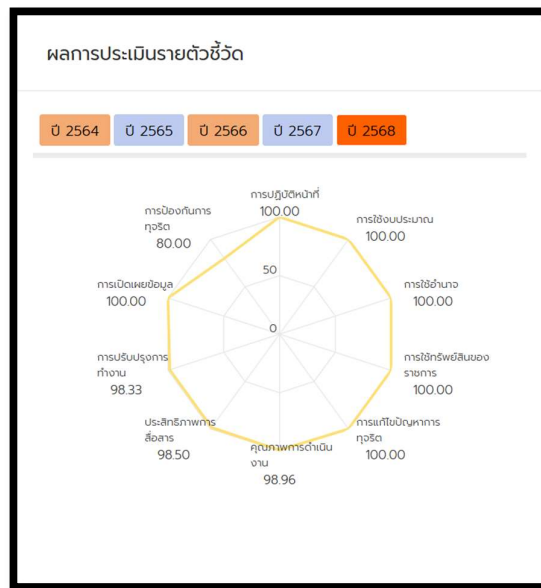 ผลการประเมินรายตัวชี้วัด
ปี 2564 ปี 2565 ปี 2566 ปี 2567 ปี 2568
การปฏิบัติหน้าที่
100.00
การใช้งบประมาณ
100.00
การใช้อำนาจ
100.00
การใช้ทรัพย์สินของ
ราชการ
100.00
การแก้ไขปัญหาการ
ทุจริต
100.00
คุณภาพการดำเนิน
งาน
98.96
ประสิทธิภาพการ
สื่อสาร
98.50
การปรับปรุงการ
ทำงาน
98.33
การเปิดเผยข้อมูล
100.00
การป้องกันการ
ทุจริต
80.00
50
0